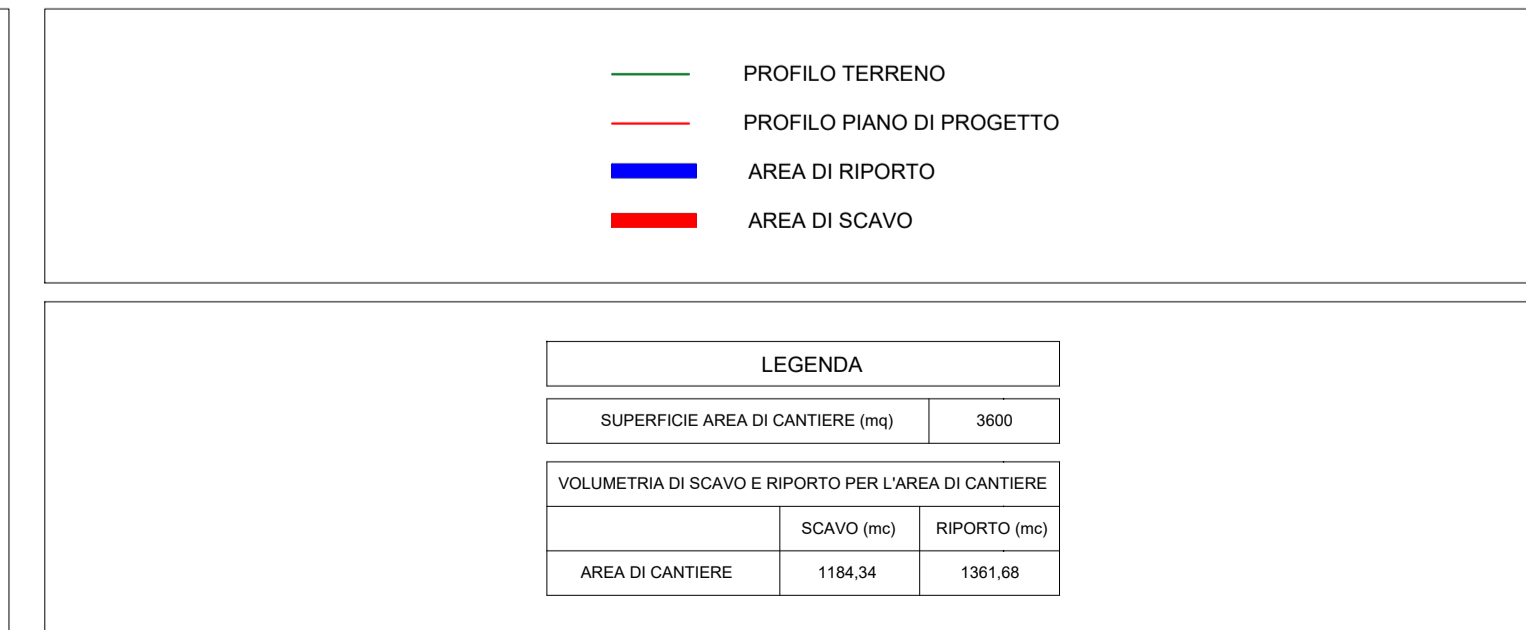 PROFILO TERRENO
PROFILO PIANO DI PROGETTO
AREA DI RIPORTO
AREA DI SCAVO
LEGENDA
SUPERFICIE AREA DI CANTIERE (mq) 3600
VOLUMETRIA DI SCAVO E RIPORTO PER L'AREA DI CANTIERE
SCAVO (mc) RIPORTO (mc)
AREA DI CANTIERE 1184,34 1361,68